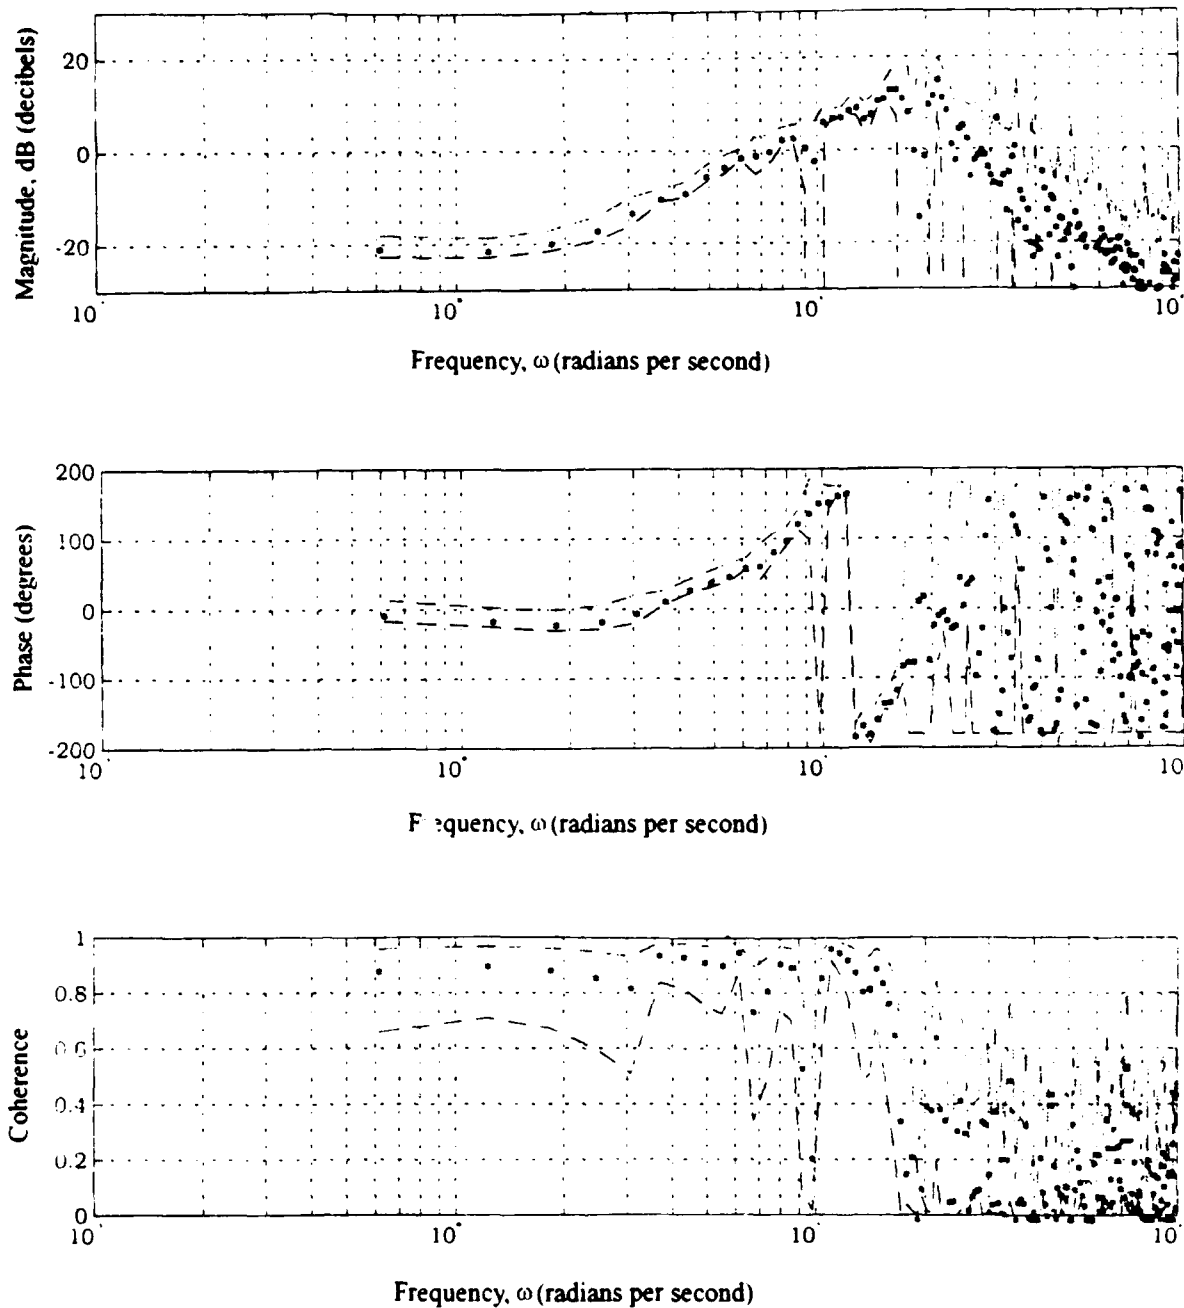 Magnitude, dB (decibels)
20
0
-20
10 10 10 10
Frequency, ω (radians per second)
Phase (degrees)
200
100
0
-100
-200
10 10 10 10
F equency, ω (radians per second)
Coherence
1
0.8
0.6
0.4
0.2
0
10 10 10 10
Frequency, ω (radians per second)